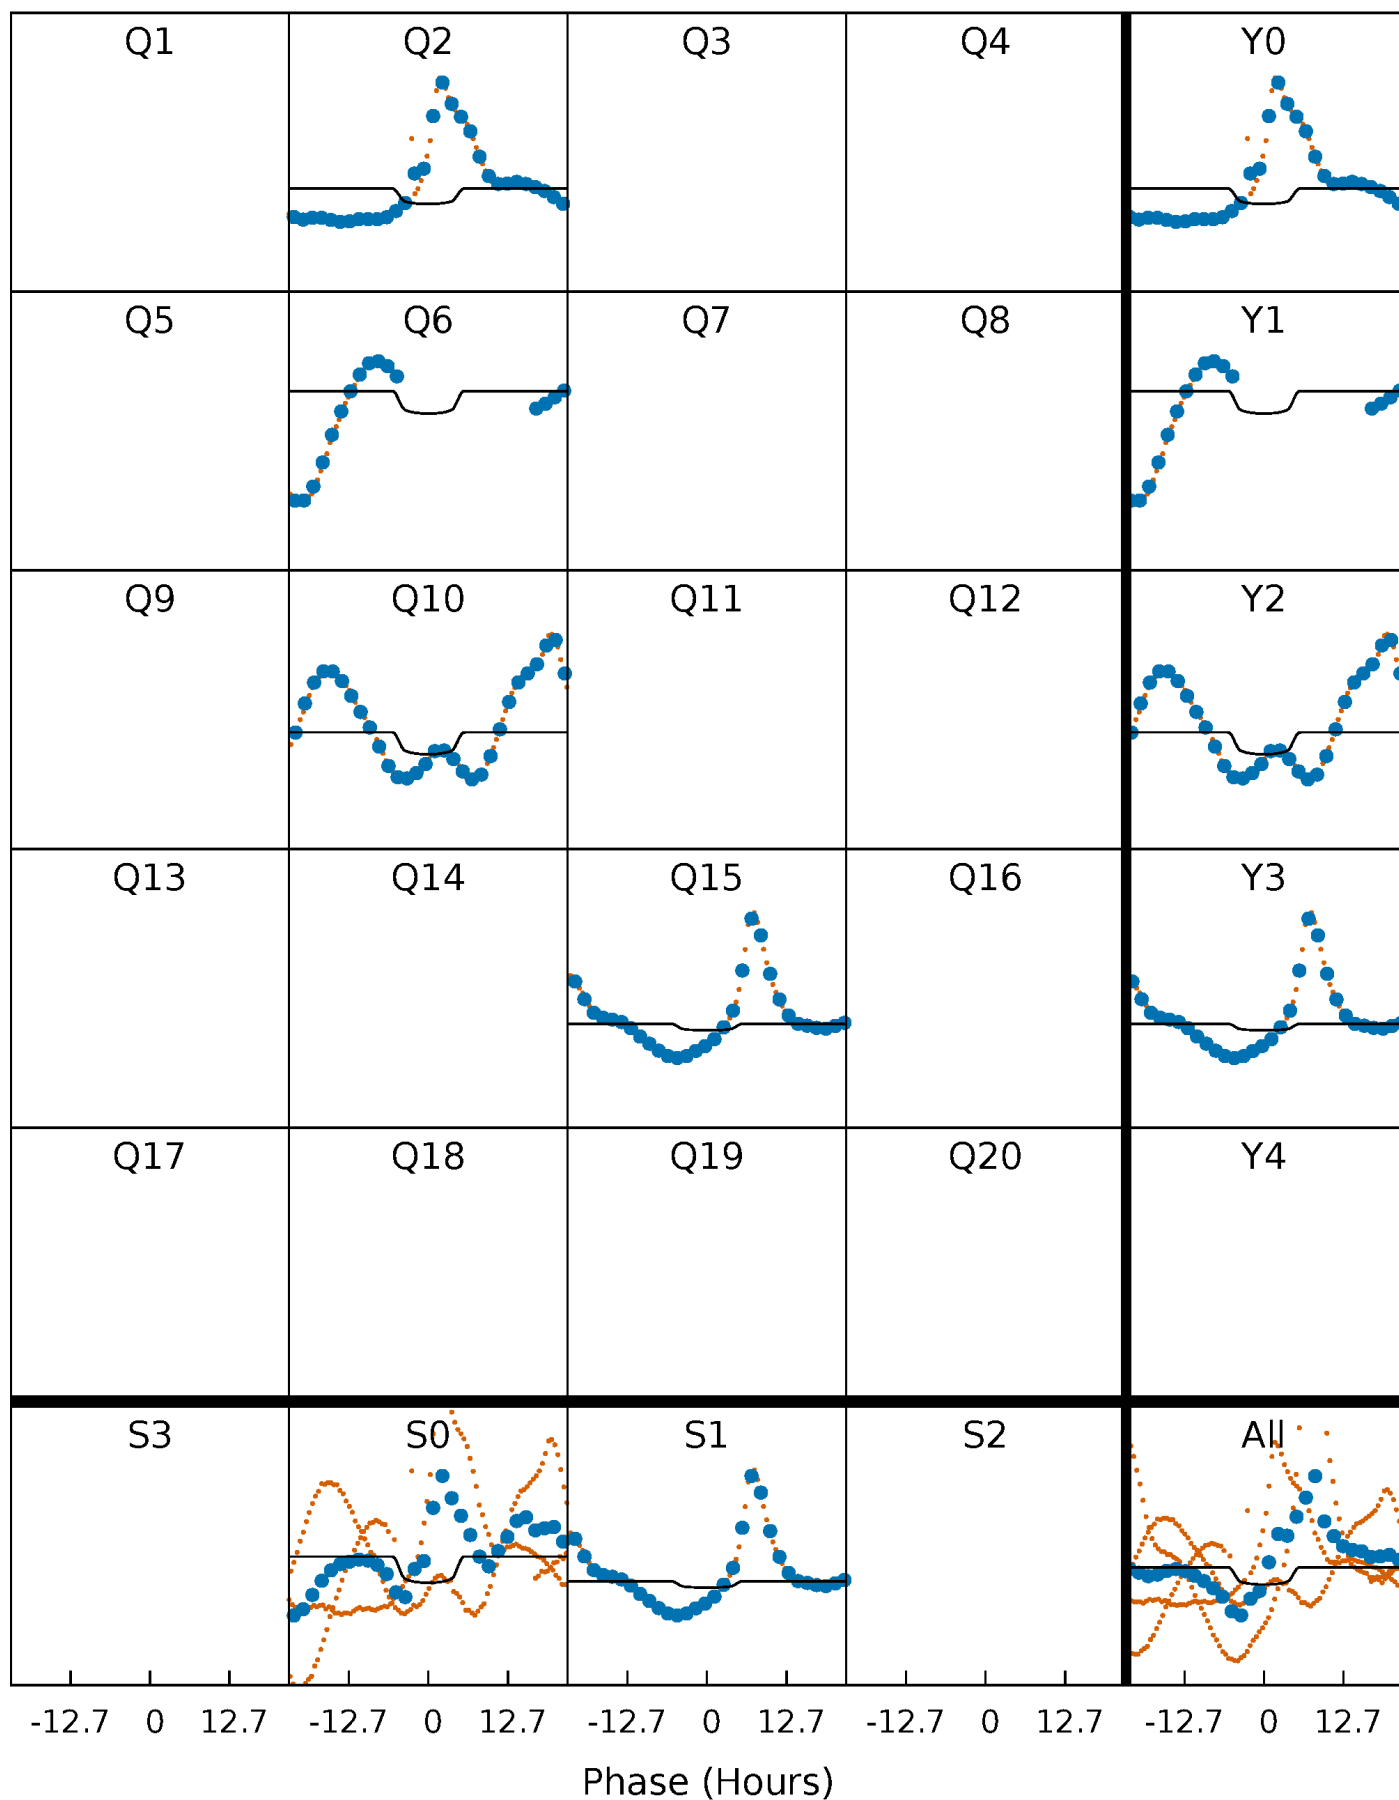 Q1 Q2 Q3 Q4 Y0
Q5 Q6 Q7 Q8 Y1
Q9 Q10 Q11 Q12 Y2
Q13 Q14 Q15 Q16 Y3
Q17 Q18 Q19 Q20 Y4
S3 S0 S1 S2 All
-12.7 0 12.7 -12.7 0 12.7 -12.7 0 12.7 -12.7 0 12.7 -12.7 0 12.7
Phase (Hours)